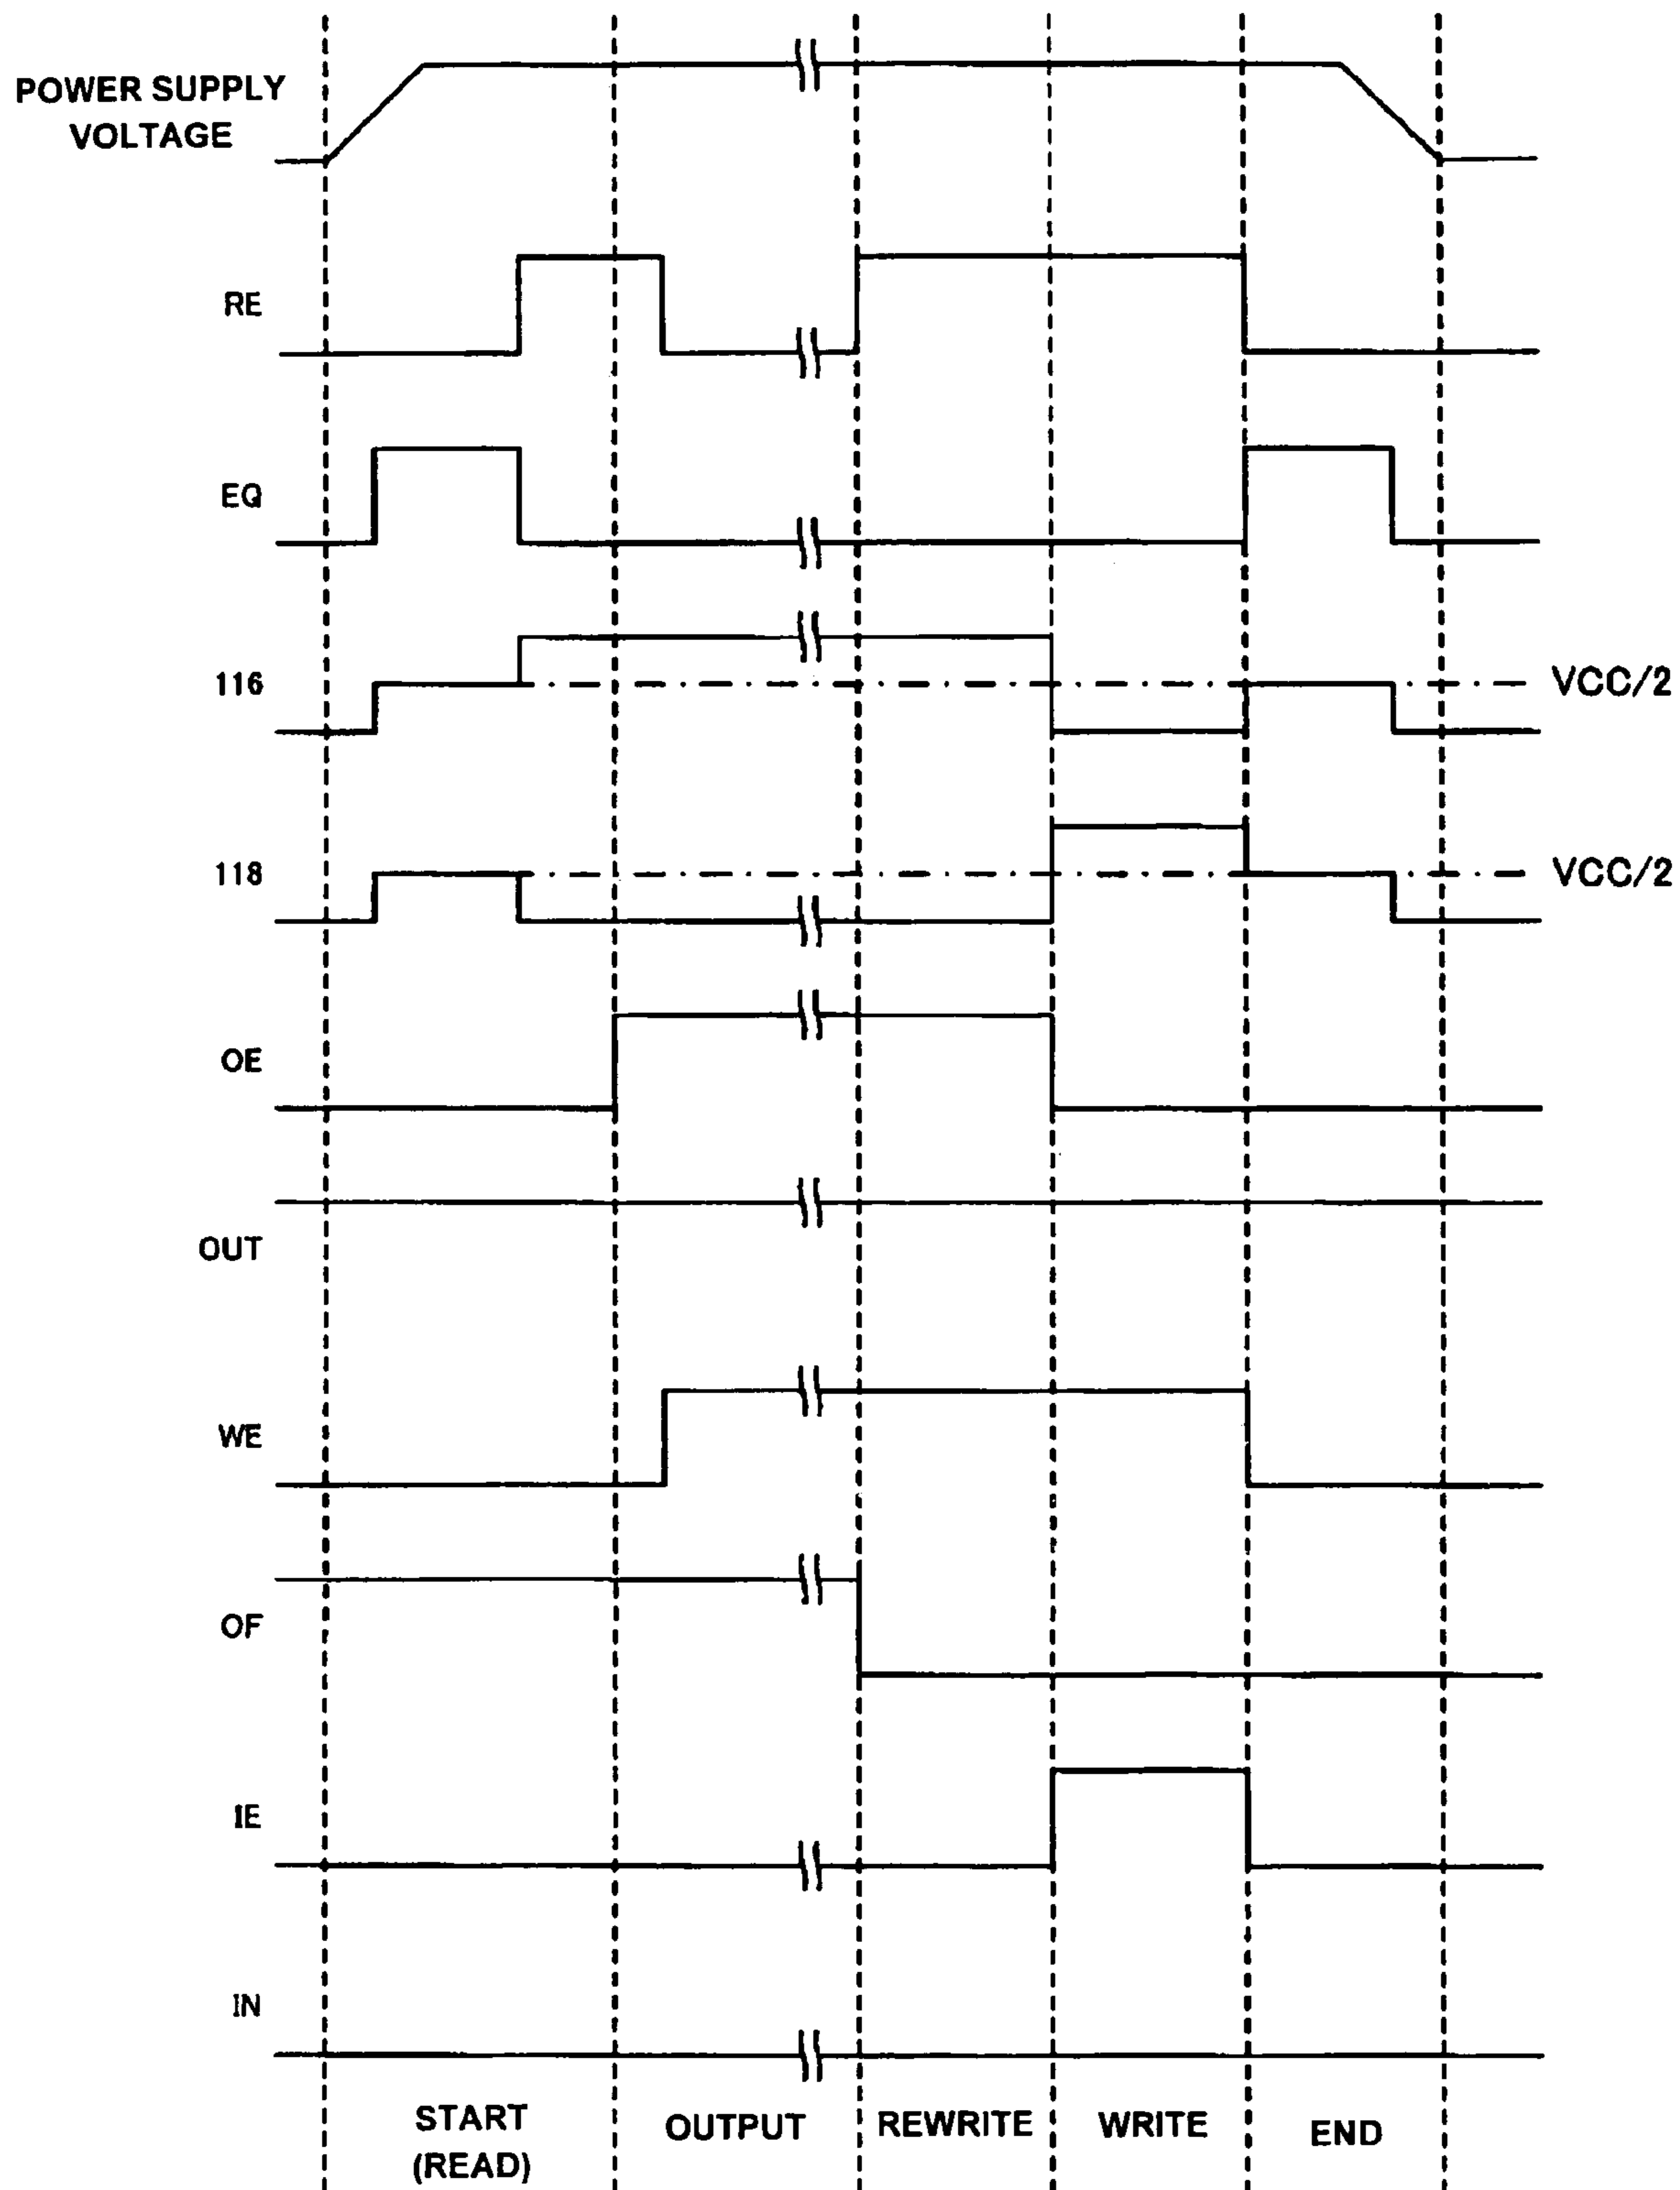 POWER SUPPLY
VOLTAGE
RE
EQ
116
VCC/2
118
VCC/2
OE
OUT
WE
OF
IE
IN
START
(READ)
OUTPUT
REWRITE
WRITE
END